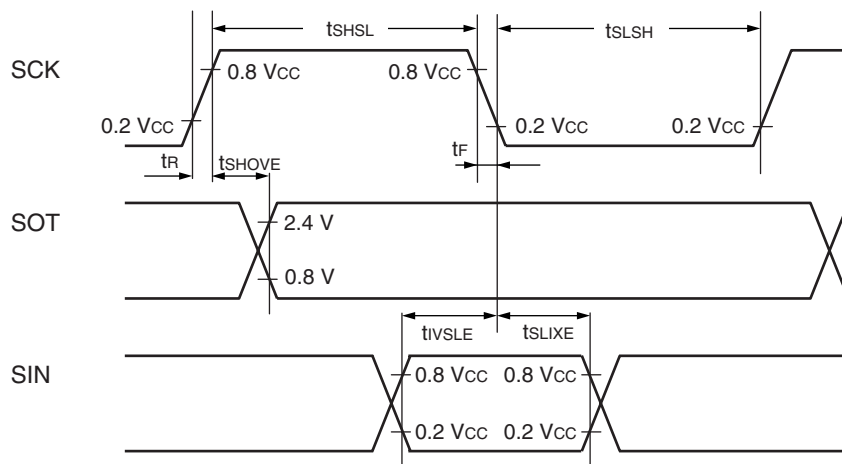 tSHSL tSLSH
SCK
0.8 VCC 0.8 VCC
0.2 VCC 0.2 VCC 0.2 VCC
tR tSHOVE tF
SOT
2.4 V
0.8 V
tIVSLE tSLIXE
SIN
0.8 VCC 0.8 VCC
0.2 VCC 0.2 VCC